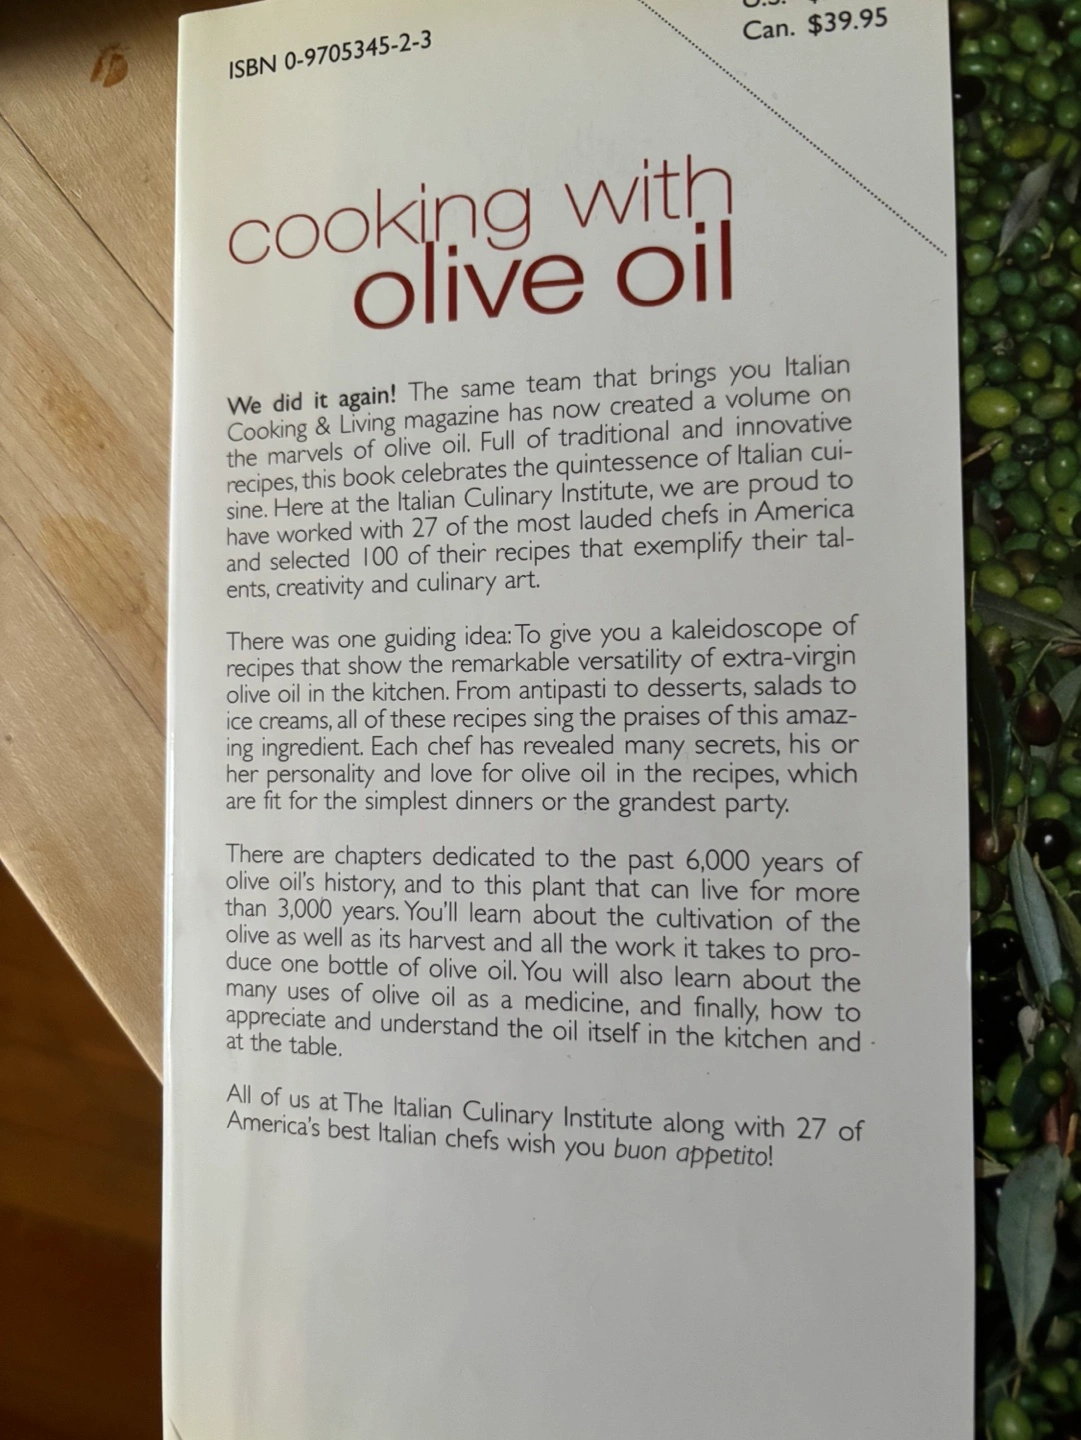 ISBN 0-9705345-2-3
U.S.
Can. $39.95
cooking with
olive oil
We did it again! The same team that brings you Italian
Cooking & Living magazine has now created a volume on
the marvels of olive oil. Full of traditional and innovative
recipes, this book celebrates the quintessence of Italian cui-
sine. Here at the Italian Culinary Institute, we are proud to
have worked with 27 of the most lauded chefs in America
and selected 100 of their recipes that exemplify their tal-
ents, creativity and culinary art.
There was one guiding idea: To give you a kaleidoscope of
recipes that show the remarkable versatility of extra-virgin
olive oil in the kitchen. From antipasti to desserts, salads to
ice creams, all of these recipes sing the praises of this amaz-
ing ingredient. Each chef has revealed many secrets, his or
her personality and love for olive oil in the recipes, which
are fit for the simplest dinners or the grandest party.
There are chapters dedicated to the past 6,000 years of
olive oil's history, and to this plant that can live for more
than 3,000 years. You'll learn about the cultivation of the
olive as well as its harvest and all the work it takes to pro-
duce one bottle of olive oil. You will also learn about the
many uses of olive oil as a medicine, and finally, how to
appreciate and understand the oil itself in the kitchen and
at the table.
All of us at The Italian Culinary Institute along with 27 of
America's best Italian chefs wish you buon appetito!